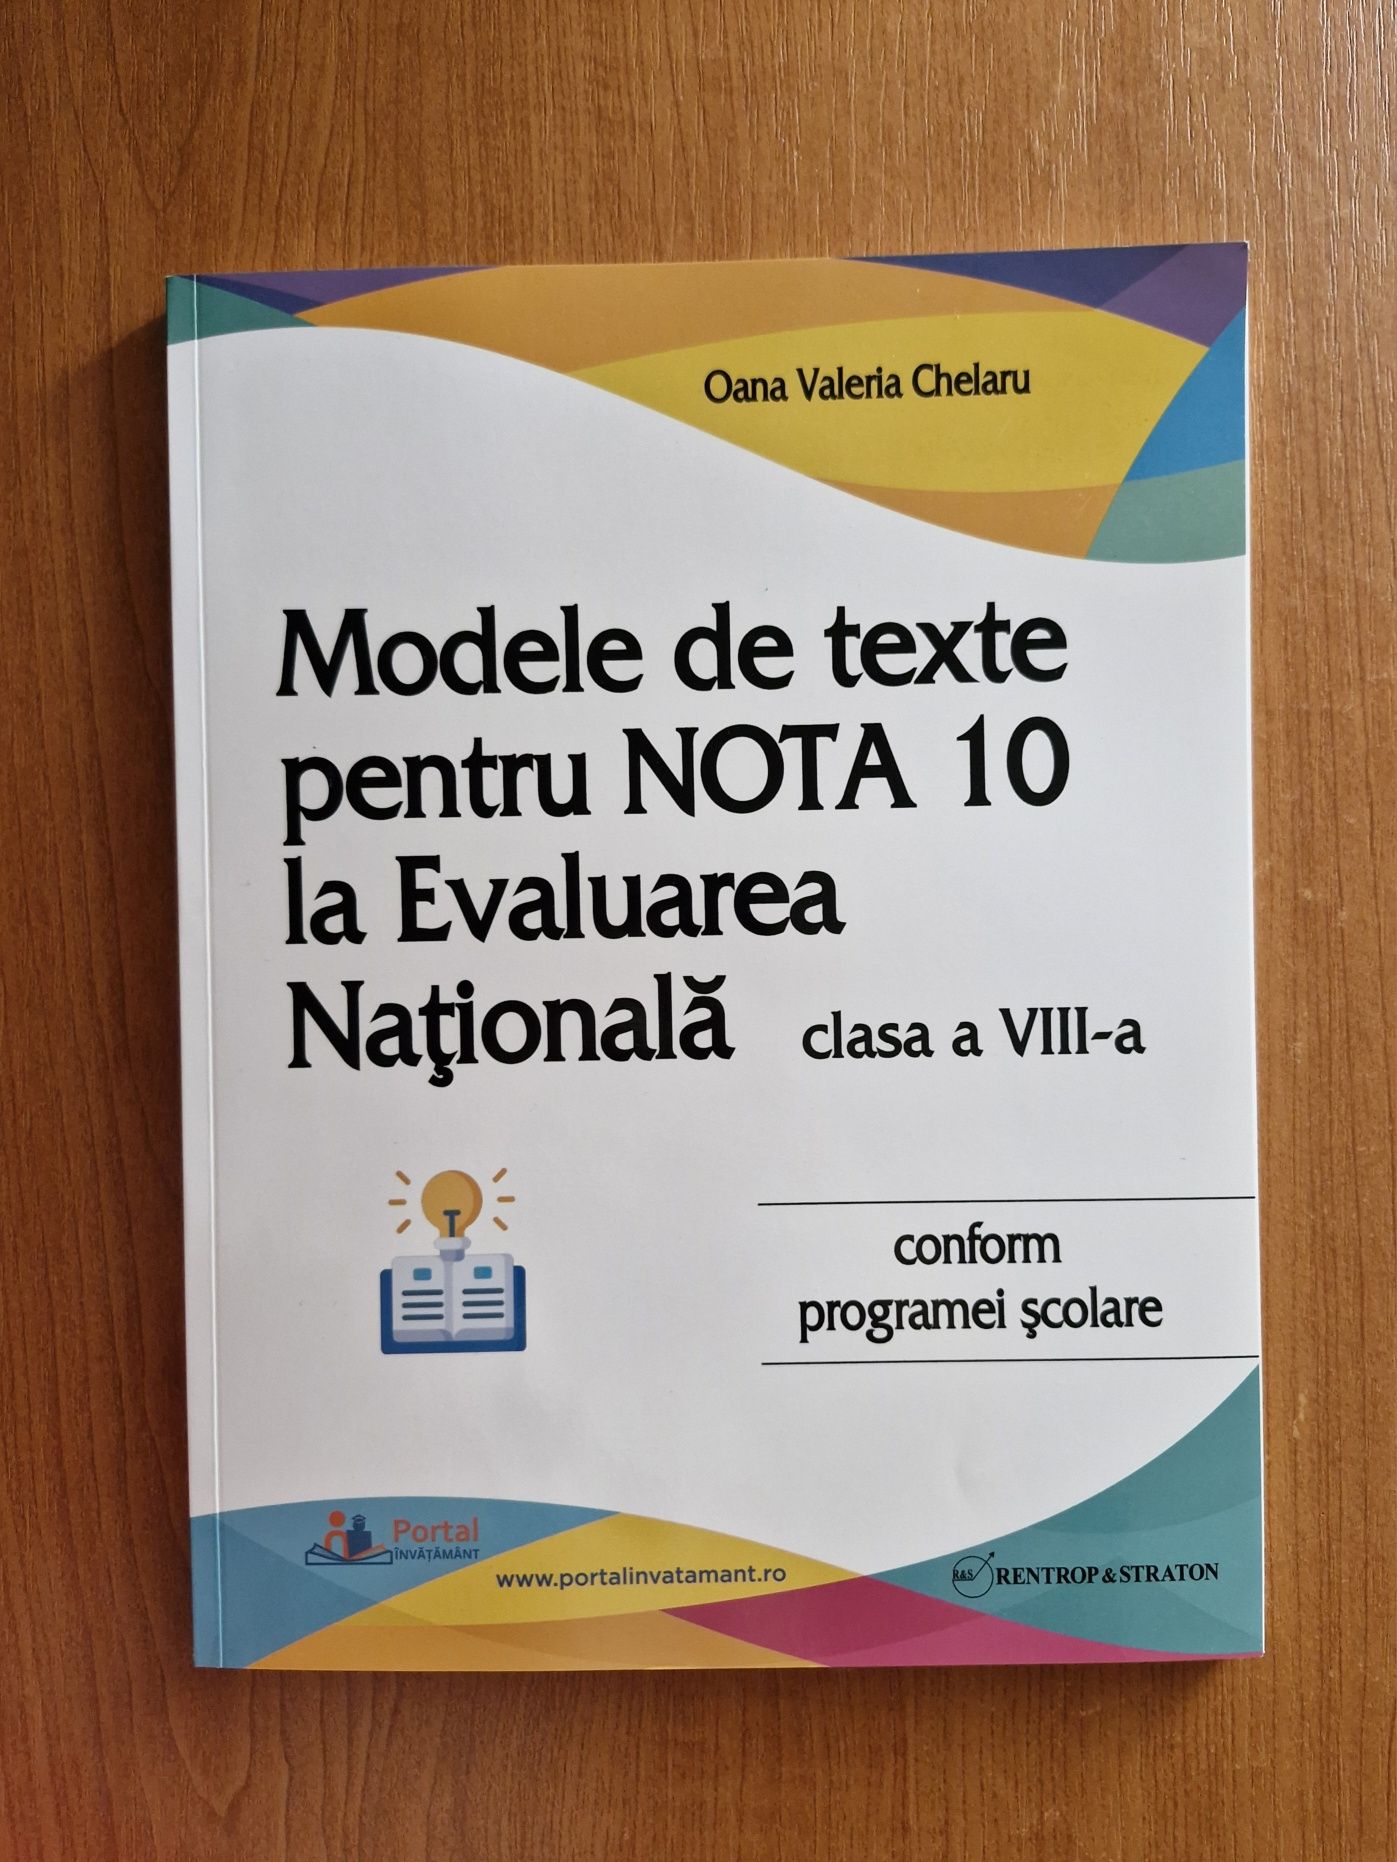 Oana Valeria Chelaru
Modele de texte
pentru NOTA 10
la Evaluarea
Naţională clasa a VIII-a
conform
programei şcolare
Portal
ÎNVĂȚĂMÂNT
www.portalinvatamant.ro
R&S RENTROP & STRATON